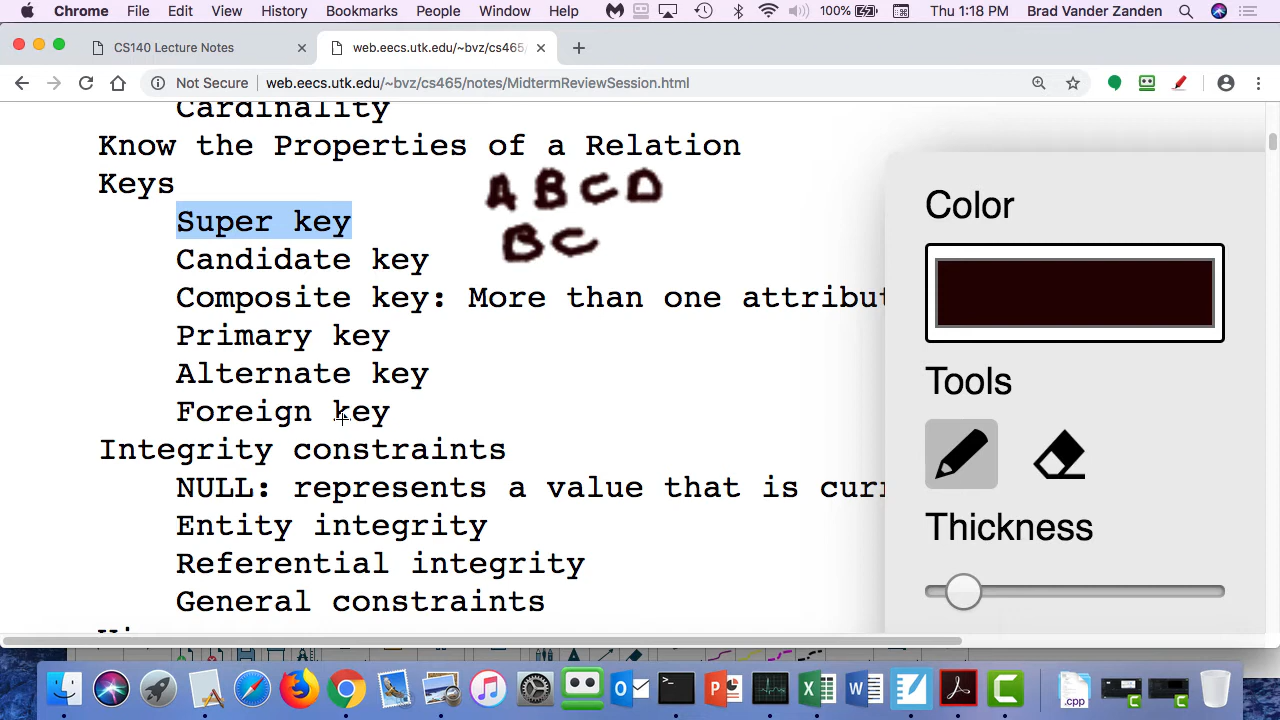 Chrome File Edit View History Bookmarks People Window Help 100% Thu 1:18 PM Brad Vander Zanden
CS140 Lecture Notes
web.eecs.utk.edu/~bvz/cs465/
Not Secure web.eecs.utk.edu/~bvz/cs465/notes/MidtermReviewSession.html
Cardinality
Know the Properties of a Relation
Keys
A B C D
Super key
B C
Candidate key
Composite key: More than one attribut
Primary key
Alternate key
Foreign key
Integrity constraints
NULL: represents a value that is curr
Entity integrity
Referential integrity
General constraints
Color
Tools
Thickness
.cpp